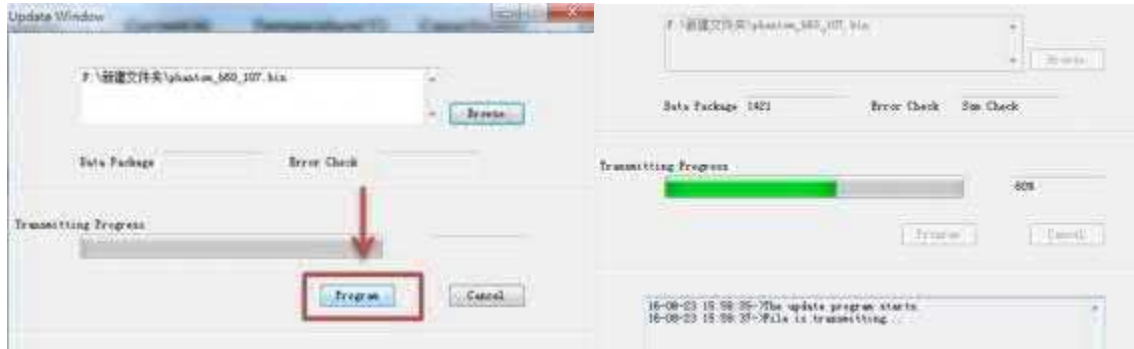 Update Window
F:\新建文件夹\phantom_b60_107.bin
Browse
Data Package
Error Check
Transmitting Progress
Program
Cancel
F:\新建文件夹\phantom_b60_107.bin
Browse
Data Package 1421
Error Check Sum Check
Transmitting Progress
60%
Program
Cancel
16-08-23 15:58:35->The update program starts
16-08-23 15:58:37->File is transmitting...